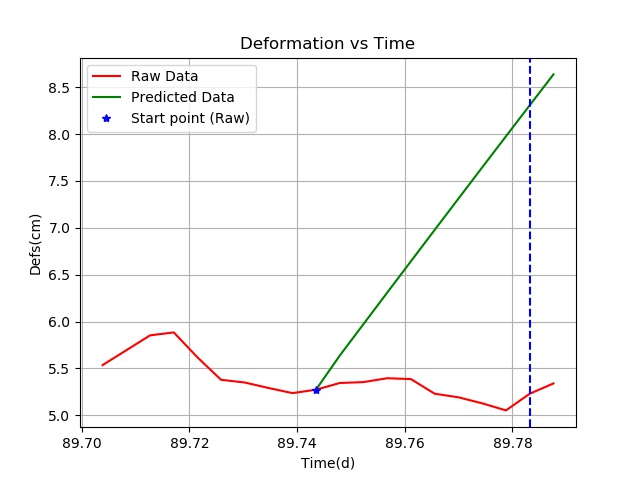 Deformation vs Time
Raw Data
Predicted Data
Start point (Raw)
8.5
8.0
7.5
7.0
6.5
6.0
5.5
5.0
Defs(cm)
89.70 89.72 89.74 89.76 89.78
Time(d)